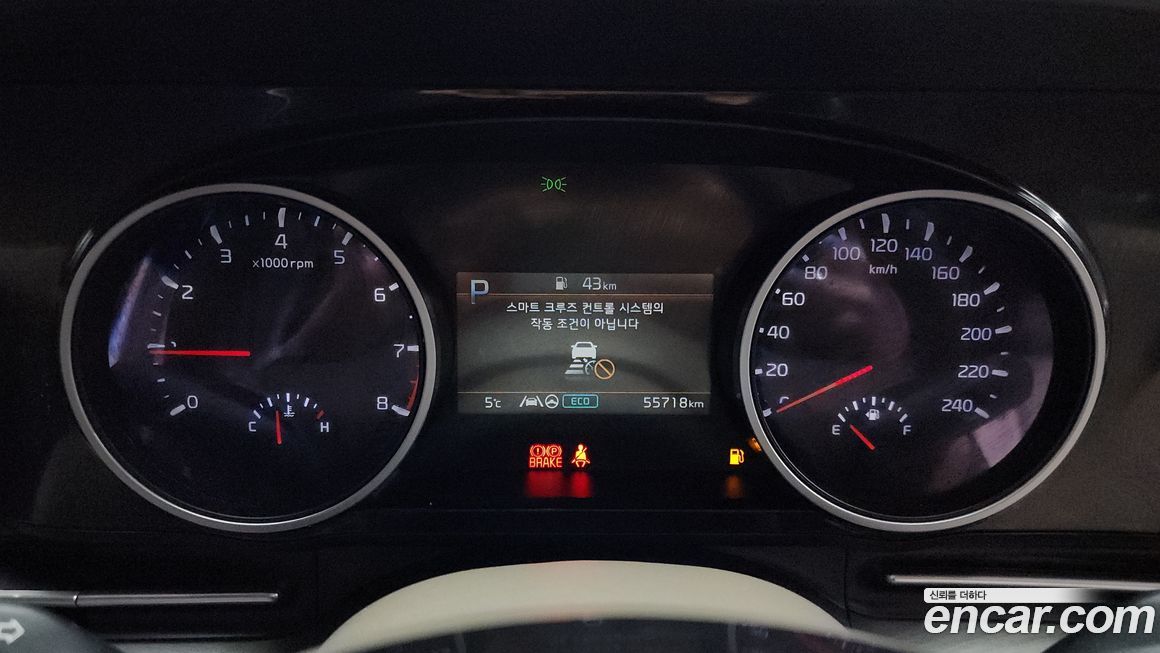 43km
P
스마트 크루즈 컨트롤 시스템의
작동 조건이 아닙니다
5℃ ECO 55718km
0 1 2 3 4 5 6 7 8
x1000rpm
C H
0 20 40 60 80 100 120 140 160 180 200 220 240
km/h
E F
(!) (P)
BRAKE
신뢰를 더하다
encar.com